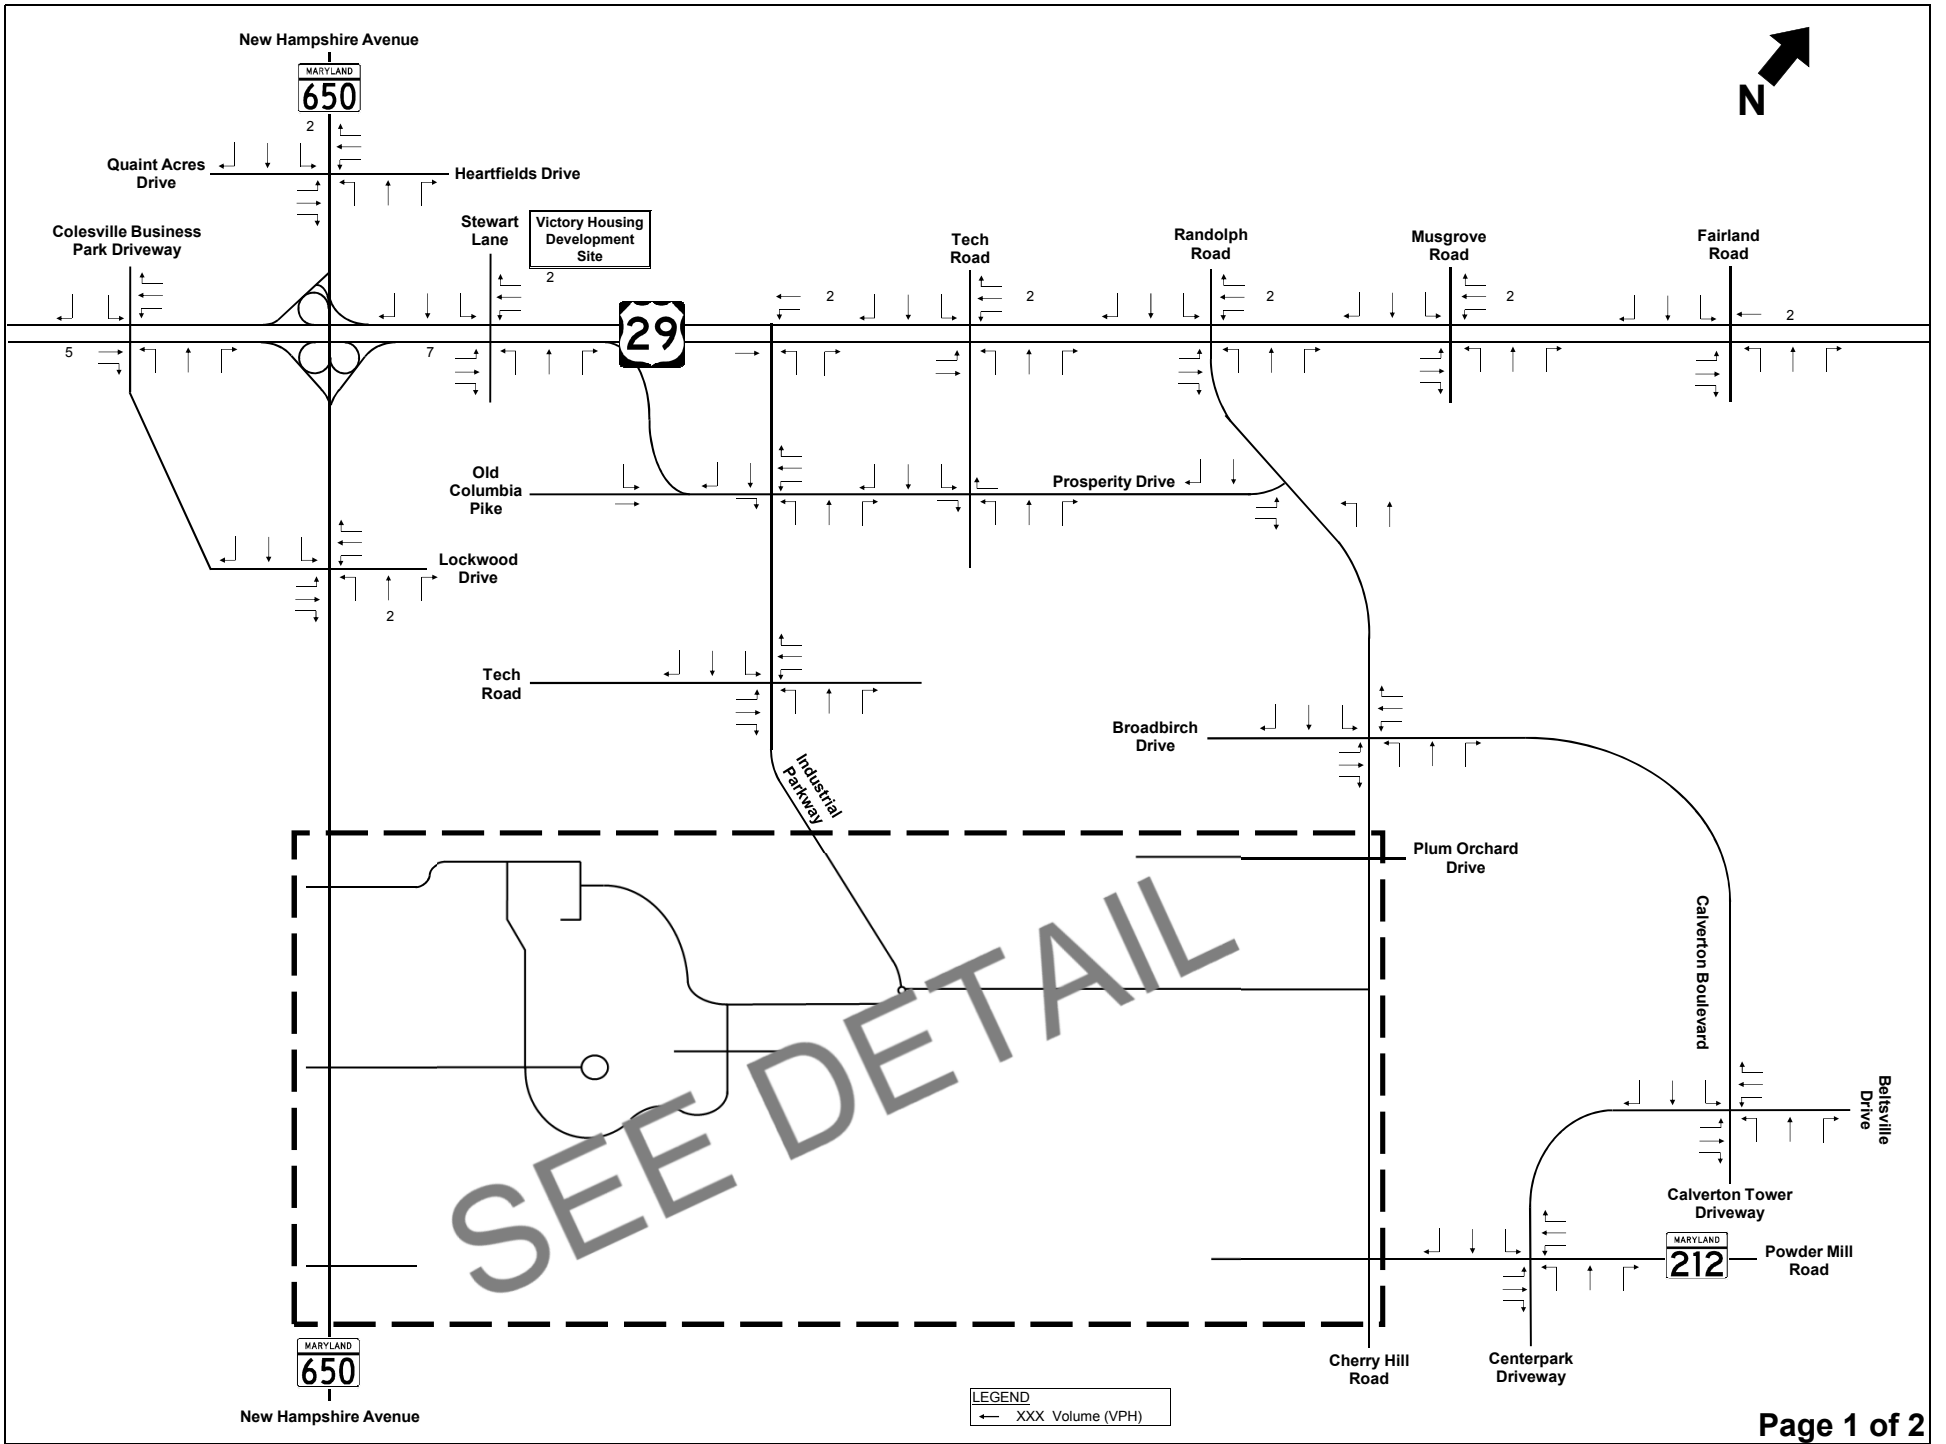 New Hampshire Avenue
MARYLAND
650
N
2
Quaint Acres
Drive
Heartfields Drive
Colesville Business
Park Driveway
Stewart
Lane
Victory Housing
Development
Site
Tech
Road
Randolph
Road
Musgrove
Road
Fairland
Road
2
2
2
2
2
2
29
5
7
Old
Columbia
Pike
Prosperity Drive
Lockwood
Drive
2
Tech
Road
Broadbirch
Drive
Industrial
Parkway
Plum Orchard
Drive
Calverton Boulevard
SEE DETAIL
Beltsville
Drive
Calverton Tower
Driveway
MARYLAND
212
Powder Mill
Road
MARYLAND
650
New Hampshire Avenue
Cherry Hill
Road
Centerpark
Driveway
LEGEND
XXX Volume (VPH)
Page 1 of 2